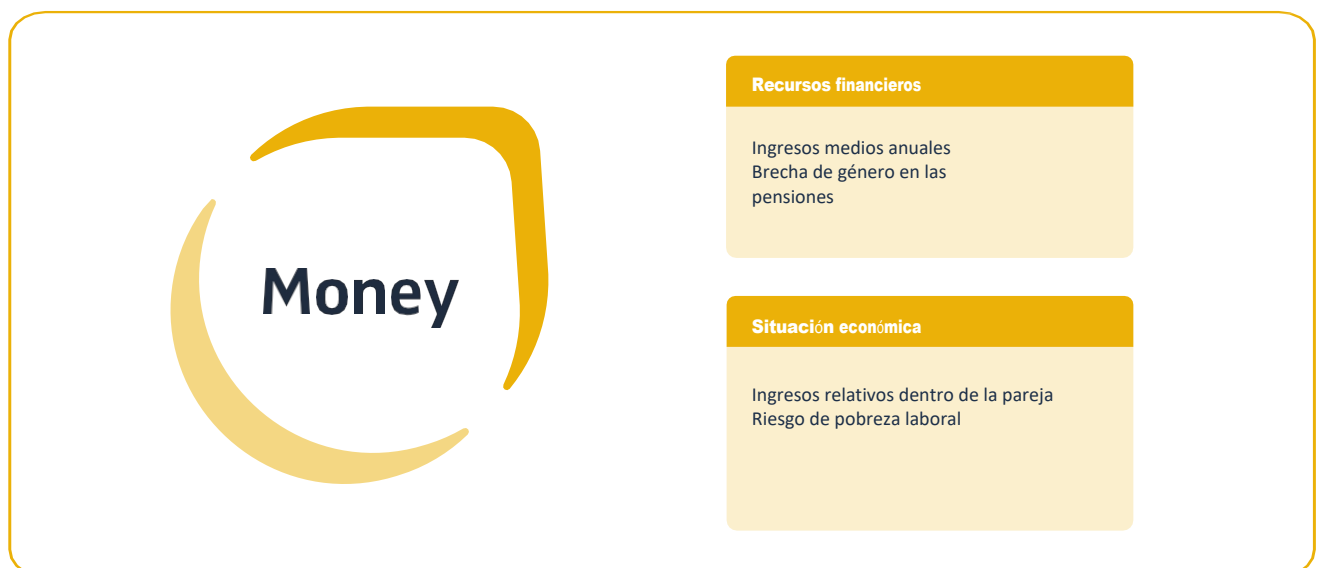 Money
Recursos financieros
Ingresos medios anuales
Brecha de género en las
pensiones
Situación económica
Ingresos relativos dentro de la pareja
Riesgo de pobreza laboral